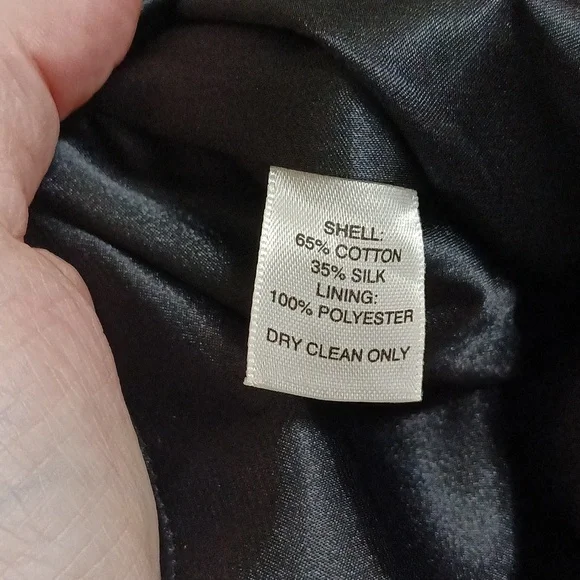 SHELL:
65% COTTON
35% SILK
LINING:
100% POLYESTER
DRY CLEAN ONLY